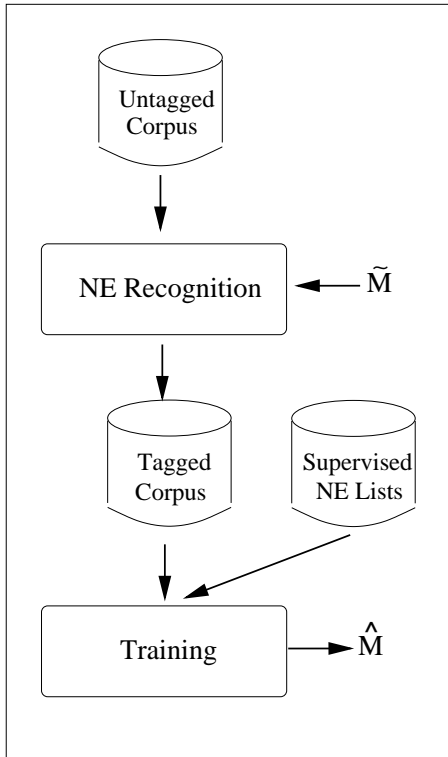 Untagged
Corpus
NE Recognition
M̃
Tagged
Corpus
Supervised
NE Lists
Training
M̂